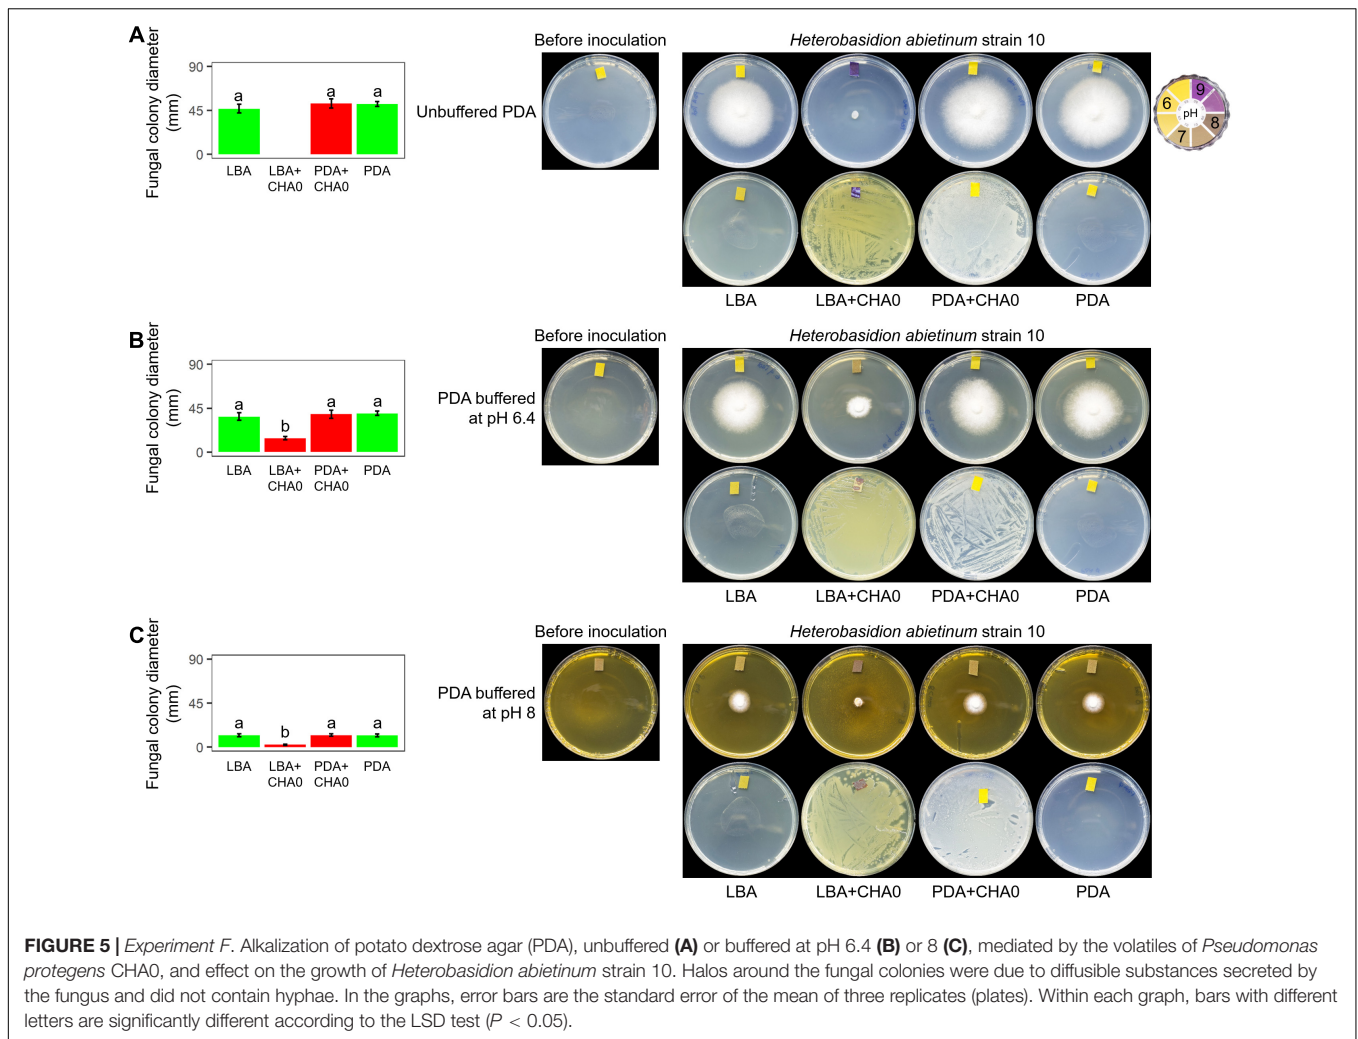 A
Fungal colony diameter
(mm)
90
45
0
a
a
a
LBA
LBA+
CHA0
PDA+
CHA0
PDA
Before inoculation
Unbuffered PDA
Heterobasidion abietinum strain 10
6
9
pH
7
8
LBA
LBA+CHA0
PDA+CHA0
PDA
B
Fungal colony diameter
(mm)
90
45
0
a
b
a
a
LBA
LBA+
CHA0
PDA+
CHA0
PDA
Before inoculation
PDA buffered
at pH 6.4
Heterobasidion abietinum strain 10
LBA
LBA+CHA0
PDA+CHA0
PDA
C
Fungal colony diameter
(mm)
90
45
0
a
b
a
a
LBA
LBA+
CHA0
PDA+
CHA0
PDA
Before inoculation
PDA buffered
at pH 8
Heterobasidion abietinum strain 10
LBA
LBA+CHA0
PDA+CHA0
PDA
FIGURE 5 | Experiment F. Alkalization of potato dextrose agar (PDA), unbuffered (A) or buffered at pH 6.4 (B) or 8 (C), mediated by the volatiles of Pseudomonas
protegens CHA0, and effect on the growth of Heterobasidion abietinum strain 10. Halos around the fungal colonies were due to diffusible substances secreted by
the fungus and did not contain hyphae. In the graphs, error bars are the standard error of the mean of three replicates (plates). Within each graph, bars with different
letters are significantly different according to the LSD test (P < 0.05).